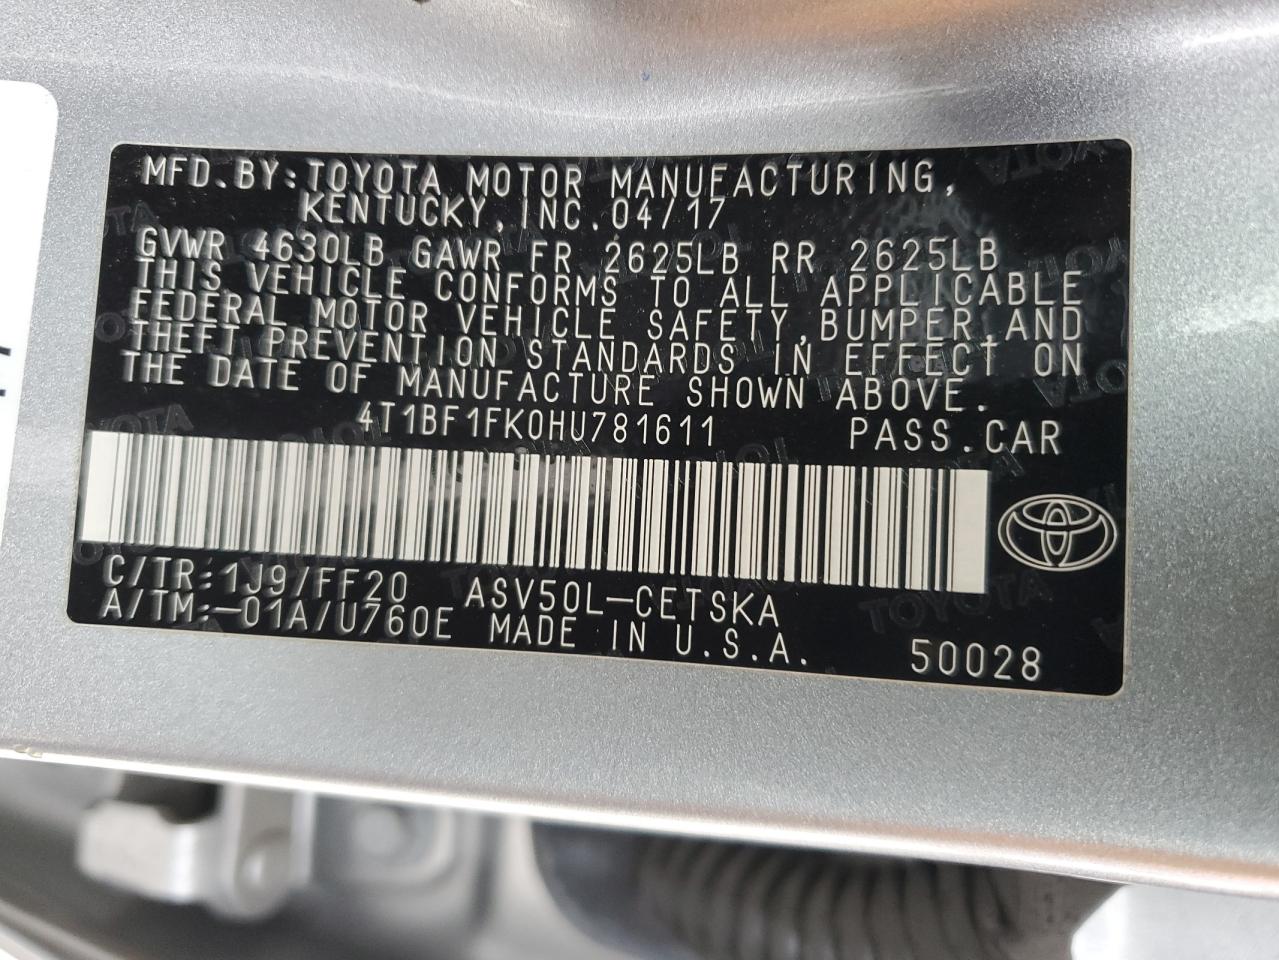 MFD.BY:TOYOTA MOTOR MANUFACTURING,
KENTUCKY,INC.04/17
GVWR 4630LB GAWR FR 2625LB RR 2625LB
THIS VEHICLE CONFORMS TO ALL APPLICABLE
FEDERAL MOTOR VEHICLE SAFETY,BUMPER,AND
THEFT PREVENTION STANDARDS IN EFFECT ON
THE DATE OF MANUFACTURE SHOWN ABOVE.
4T1BF1FK0HU781611 PASS.CAR
C/TR:1J9/FF20 ASV50L-CETSKA
A/TM:-01A/U760E MADE IN U.S.A. 50028